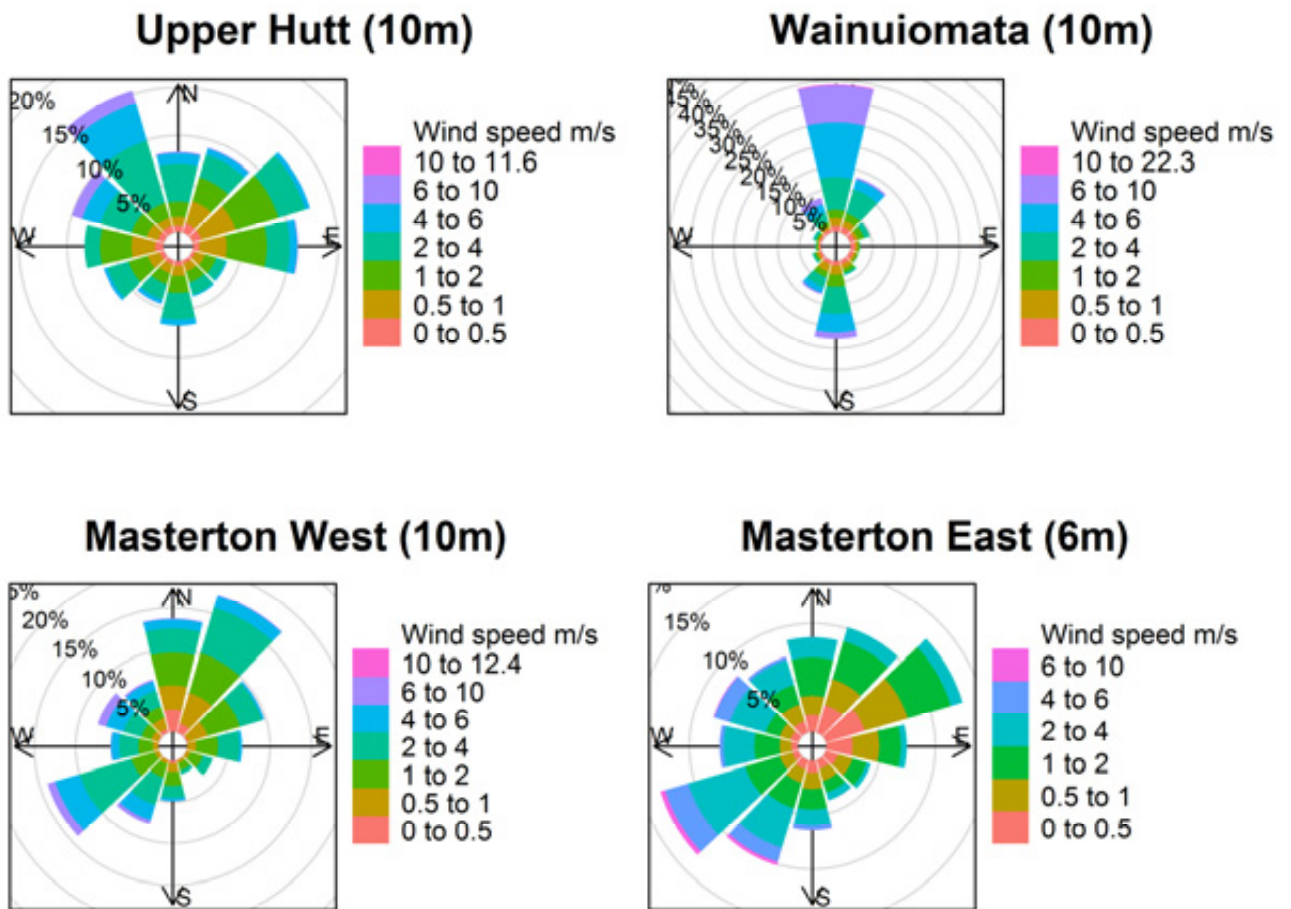 Upper Hutt (10m)
20%
15%
10%
5%
N
W
E
S
Wind speed m/s
10 to 11.6
6 to 10
4 to 6
2 to 4
1 to 2
0.5 to 1
0 to 0.5
Wainuiomata (10m)
45%
40%
35%
30%
25%
20%
15%
10%
5%
E
S
Wind speed m/s
10 to 22.3
6 to 10
4 to 6
2 to 4
1 to 2
0.5 to 1
0 to 0.5
Masterton West (10m)
20%
15%
10%
5%
N
W
E
S
Wind speed m/s
10 to 12.4
6 to 10
4 to 6
2 to 4
1 to 2
0.5 to 1
0 to 0.5
Masterton East (6m)
15%
10%
5%
N
W
E
S
Wind speed m/s
6 to 10
4 to 6
2 to 4
1 to 2
0.5 to 1
0 to 0.5